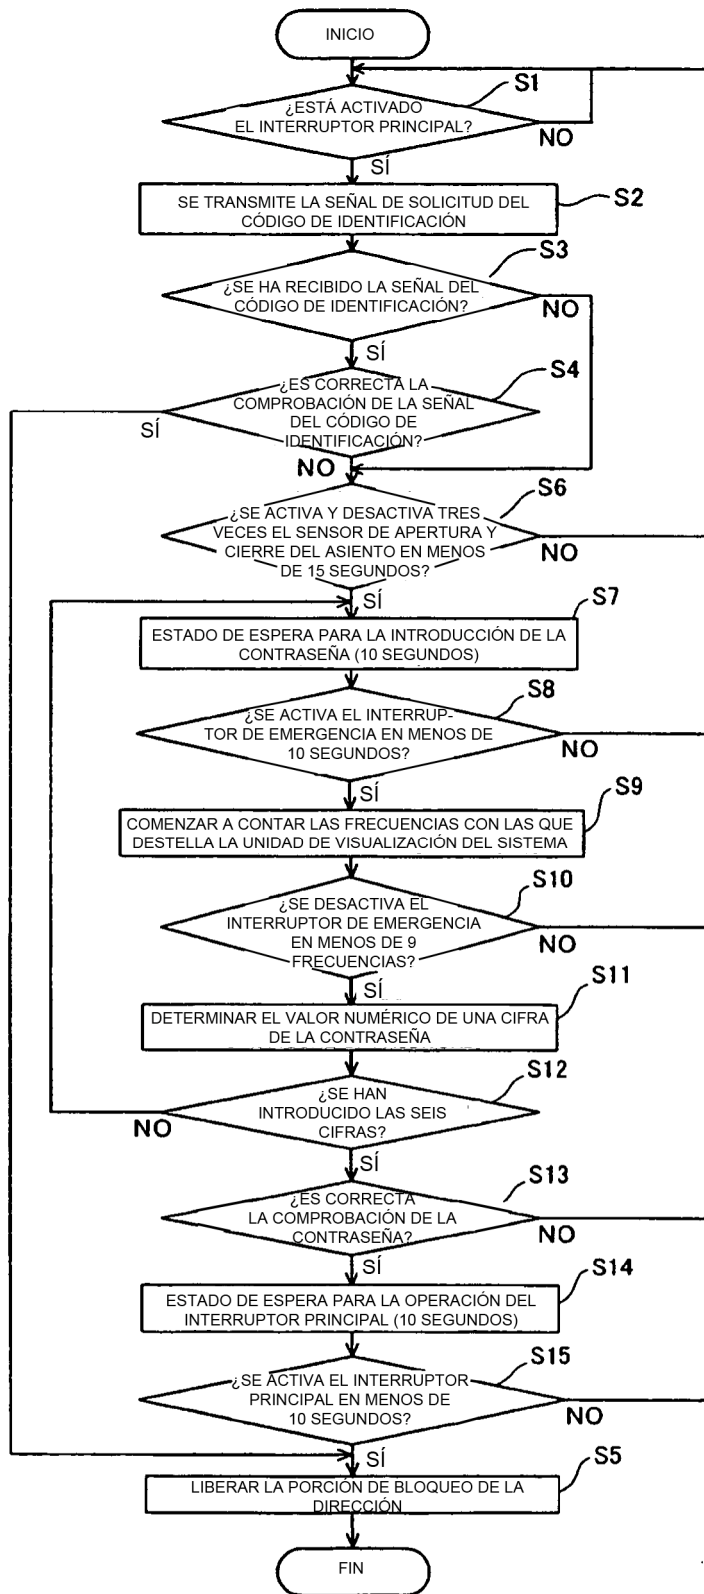 INICIO
S1
¿ESTÁ ACTIVADO
EL INTERRUPTOR PRINCIPAL?
NO
SÍ
S2
SE TRANSMITE LA SEÑAL DE SOLICITUD DEL
CÓDIGO DE IDENTIFICACIÓN
S3
¿SE HA RECIBIDO LA SEÑAL DEL
CÓDIGO DE IDENTIFICACIÓN?
NO
SÍ
S4
¿ES CORRECTA LA
COMPROBACIÓN DE LA SEÑAL
DEL CÓDIGO DE
IDENTIFICACIÓN?
SÍ
NO
S6
¿SE ACTIVA Y DESACTIVA TRES
VECES EL SENSOR DE APERTURA Y
CIERRE DEL ASIENTO EN MENOS
DE 15 SEGUNDOS?
NO
SÍ
S7
ESTADO DE ESPERA PARA LA INTRODUCCIÓN DE LA
CONTRASEÑA (10 SEGUNDOS)
S8
¿SE ACTIVA EL INTERRUP-
TOR DE EMERGENCIA EN MENOS DE
10 SEGUNDOS?
NO
SÍ
S9
COMENZAR A CONTAR LAS FRECUENCIAS CON LAS QUE
DESTELLA LA UNIDAD DE VISUALIZACIÓN DEL SISTEMA
S10
¿SE DESACTIVA EL
INTERRUPTOR DE EMERGENCIA
EN MENOS DE 9
FRECUENCIAS?
NO
SÍ
S11
DETERMINAR EL VALOR NUMÉRICO DE UNA CIFRA
DE LA CONTRASEÑA
S12
¿SE HAN
INTRODUCIDO LAS SEIS
CIFRAS?
NO
SÍ
S13
¿ES CORRECTA
LA COMPROBACIÓN DE LA
CONTRASEÑA?
NO
SÍ
S14
ESTADO DE ESPERA PARA LA OPERACIÓN DEL
INTERRUPTOR PRINCIPAL (10 SEGUNDOS)
S15
¿SE ACTIVA EL INTERRUPTOR
PRINCIPAL EN MENOS DE
10 SEGUNDOS?
NO
SÍ
S5
LIBERAR LA PORCIÓN DE BLOQUEO DE LA
DIRECCIÓN
FIN